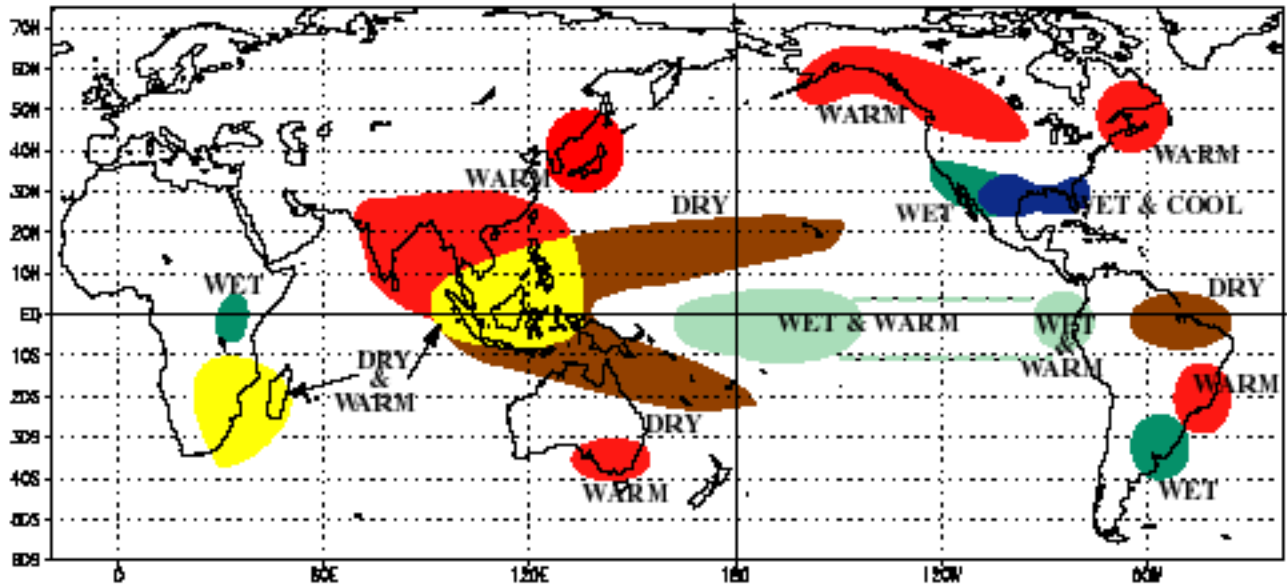 70N
60N
50N
40N
30N
20N
10N
EQ
10S
20S
30S
40S
50S
60S
0
60E
120E
180
120W
60W
WARM
WARM
WARM
DRY
WET
WET & COOL
WET
DRY
WET & WARM
WET
&
WARM
DRY
&
WARM
WARM
DRY
WARM
WET